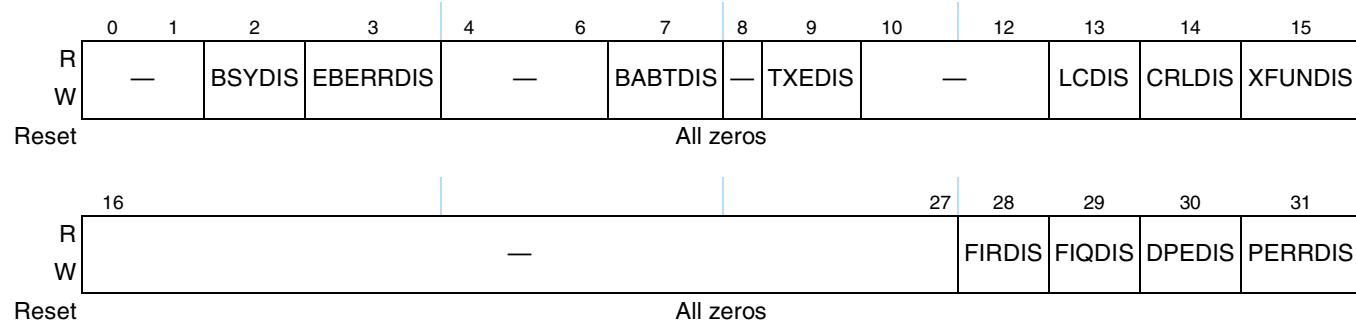 0 1 2 3 4 6 7 8 9 10 12 13 14 15
R
W
— BSYDIS EBERRDIS — BABTDIS — TXEDIS — LCDIS CRLDIS XFUNDIS
Reset All zeros
16 27 28 29 30 31
R
W
— FIRDIS FIQDIS DPEDIS PERRDIS
Reset All zeros